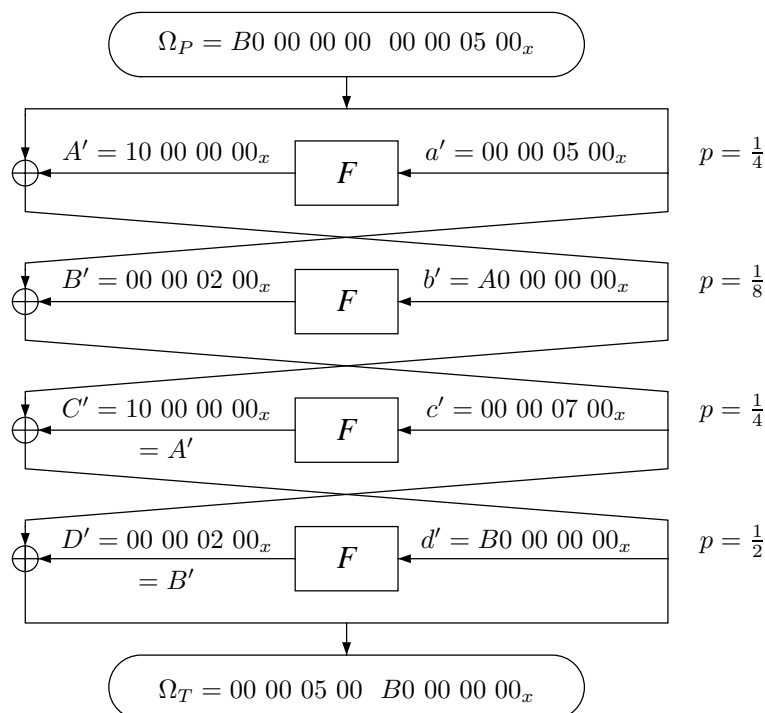 Ω_P = B0 00 00 00 00 00 05 00_x
A' = 10 00 00 00_x F a' = 00 00 05 00_x p = 1/4
B' = 00 00 02 00_x F b' = A0 00 00 00_x p = 1/8
C' = 10 00 00 00_x F c' = 00 00 07 00_x p = 1/4
= A'
D' = 00 00 02 00_x F d' = B0 00 00 00_x p = 1/2
= B'
Ω_T = 00 00 05 00 B0 00 00 00_x